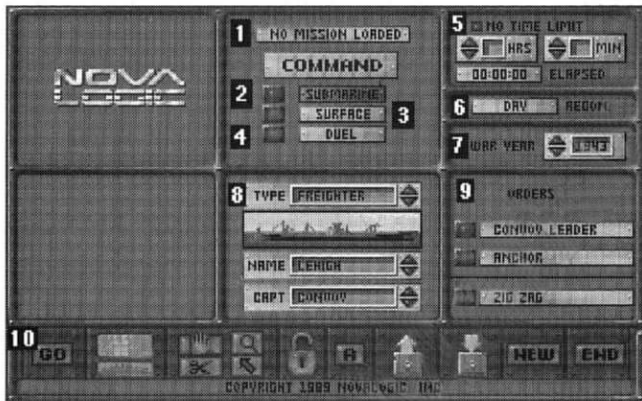 NOVA
LOGIC
1 NO MISSION LOADED
COMMAND
2 SUBMARINE
SURFACE 3
4 DUEL
5 NO TIME LIMIT
HRS MIN
00:00:00 ELAPSED
6 DAY RECON.
7 WAR YEAR 1943
8 TYPE FREIGHTER
NAME LEHIGH
CAPT CONVOY
9 ORDERS
CONVOY LEADER
ANCHOR
ZIG ZAG
10 GO A NEW END
COPYRIGHT 1989 NOVALOGIC, INC